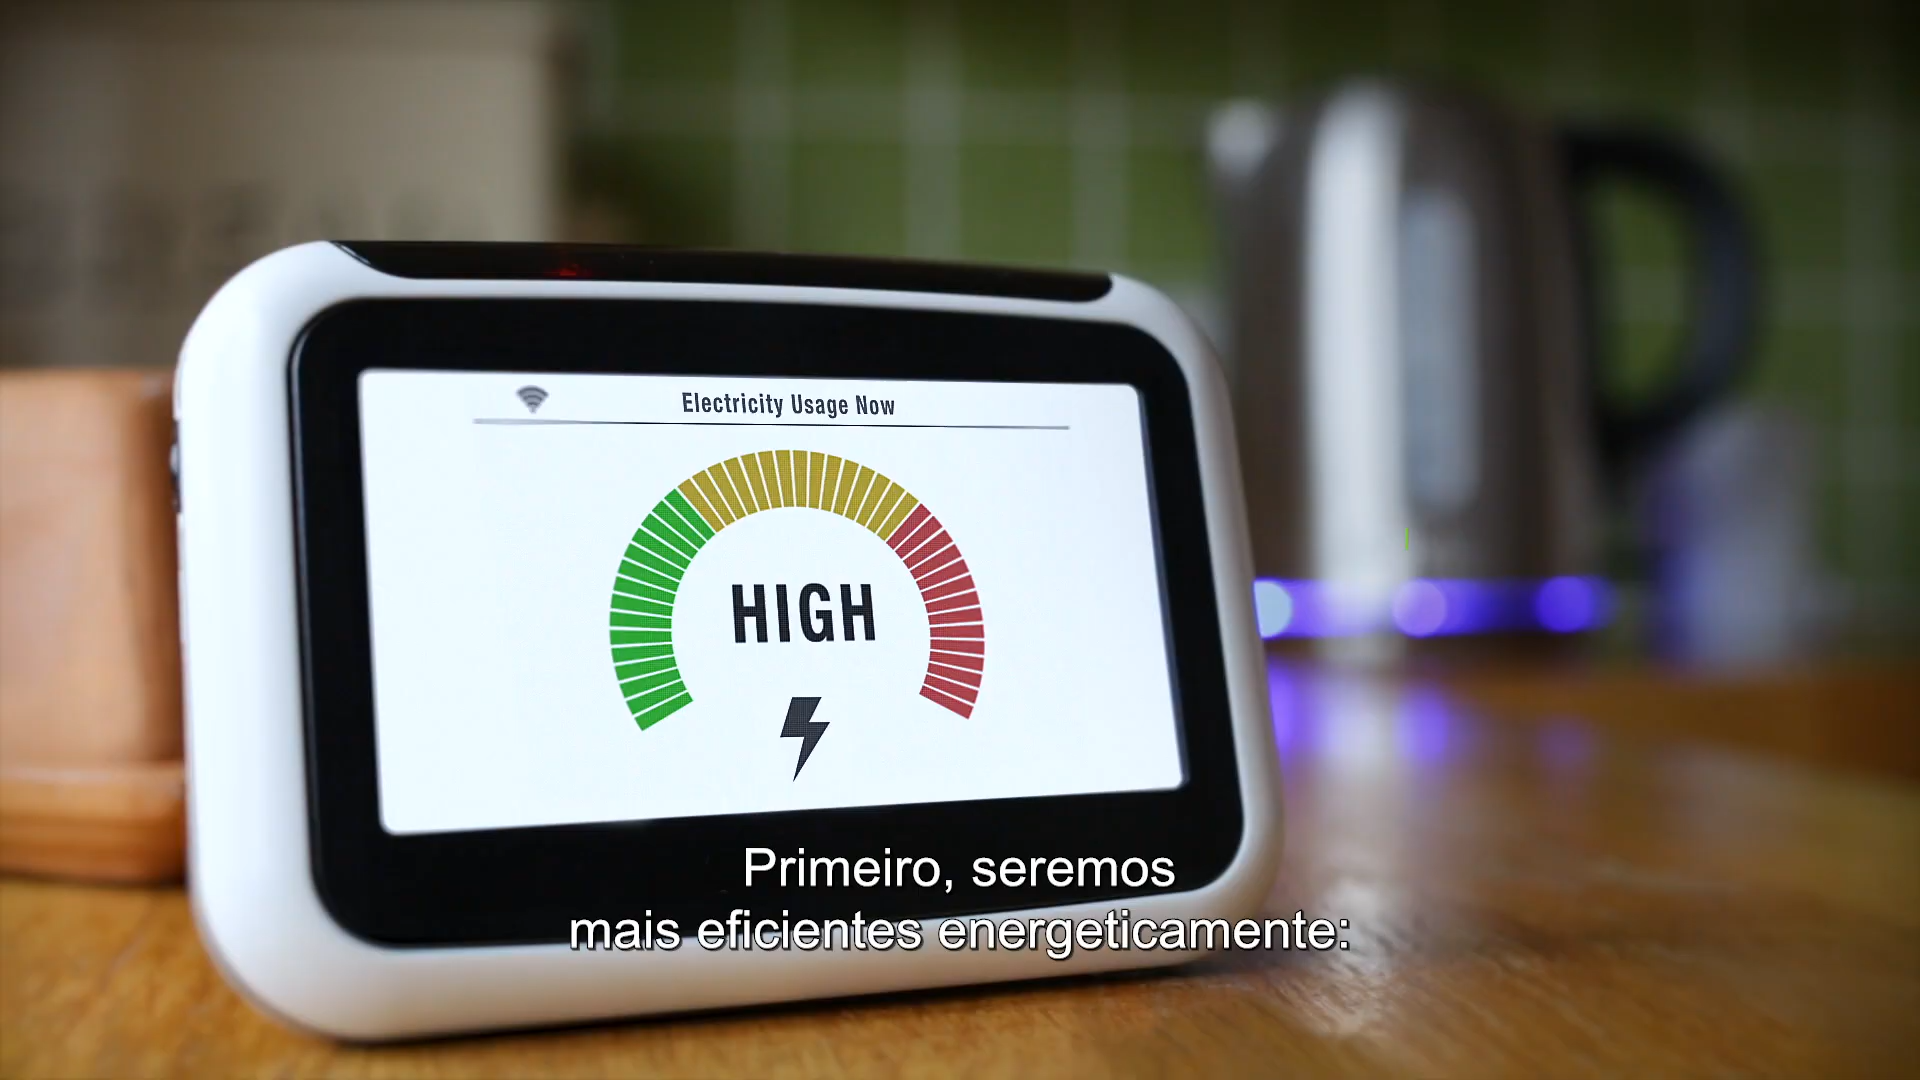 Electricity Usage Now
HIGH
Primeiro, seremos
mais eficientes energeticamente: